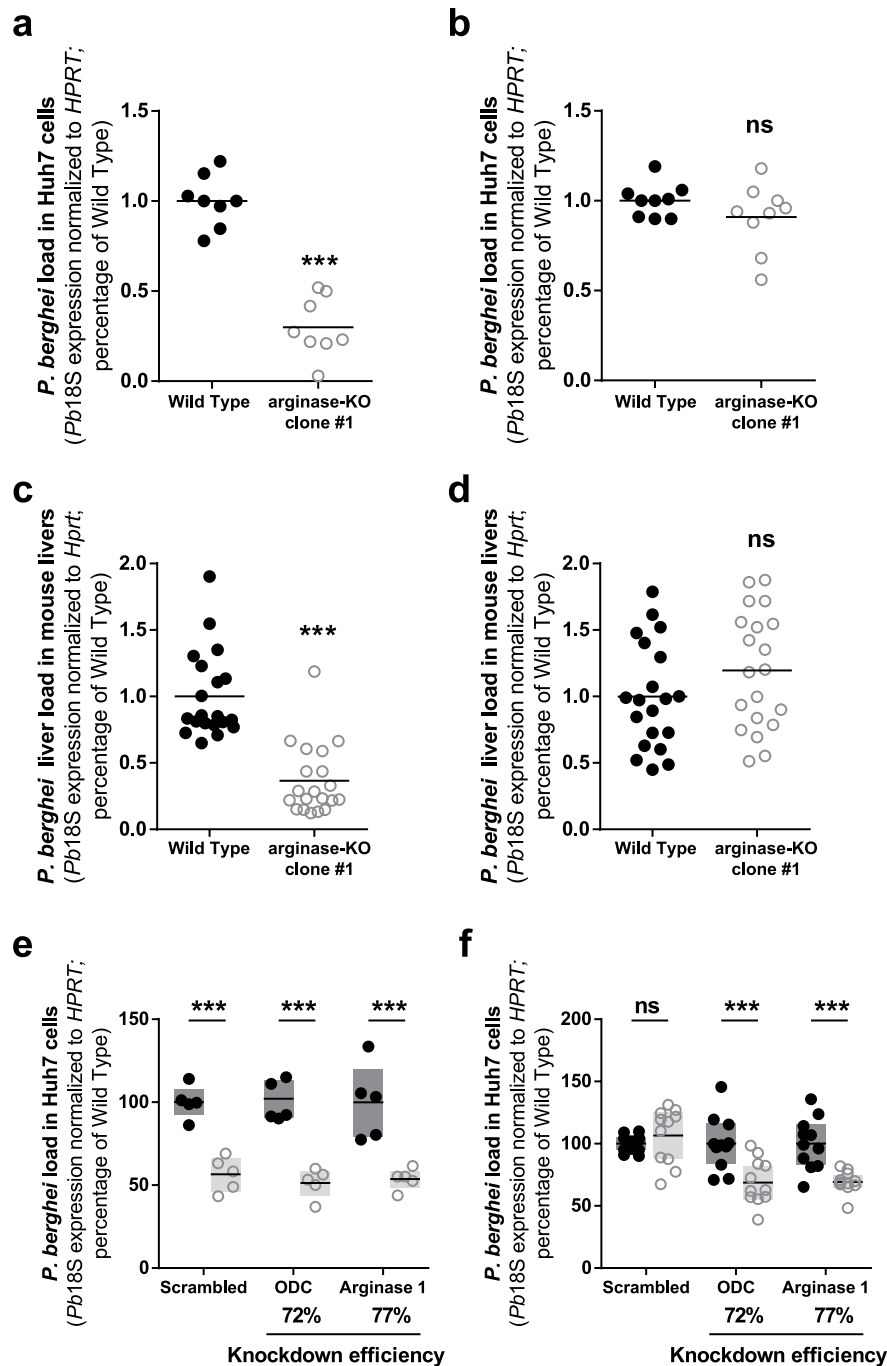 a
P. berghei load in Huh7 cells
(Pb18S expression normalized to HPRT;
percentage of Wild Type)
1.5
1.0
0.5
0.0
***
Wild Type
arginase-KO
clone #1
b
P. berghei load in Huh7 cells
(Pb18S expression normalized to HPRT;
percentage of Wild Type)
1.5
1.0
0.5
0.0
ns
Wild Type
arginase-KO
clone #1
c
P. berghei liver load in mouse livers
(Pb18S expression normalized to Hprt;
percentage of Wild Type)
2.0
1.5
1.0
0.5
0.0
***
Wild Type
arginase-KO
clone #1
d
P. berghei liver load in mouse livers
(Pb18S expression normalized to Hprt;
percentage of Wild Type)
2.0
1.5
1.0
0.5
0.0
ns
Wild Type
arginase-KO
clone #1
e
P. berghei load in Huh7 cells
(Pb18S expression normalized to HPRT;
percentage of Wild Type)
150
100
50
0
*** *** ***
Scrambled ODC Arginase 1
72% 77%
Knockdown efficiency
f
P. berghei load in Huh7 cells
(Pb18S expression normalized to HPRT;
percentage of Wild Type)
200
150
100
50
0
ns *** ***
Scrambled ODC Arginase 1
72% 77%
Knockdown efficiency